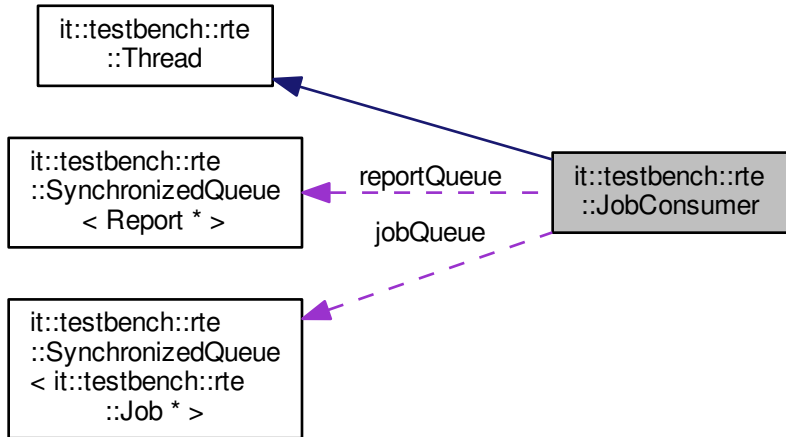 it::testbench::rte
::Thread
it::testbench::rte
::SynchronizedQueue
< Report * >
reportQueue
jobQueue
it::testbench::rte
::JobConsumer
it::testbench::rte
::SynchronizedQueue
< it::testbench::rte
::Job * >